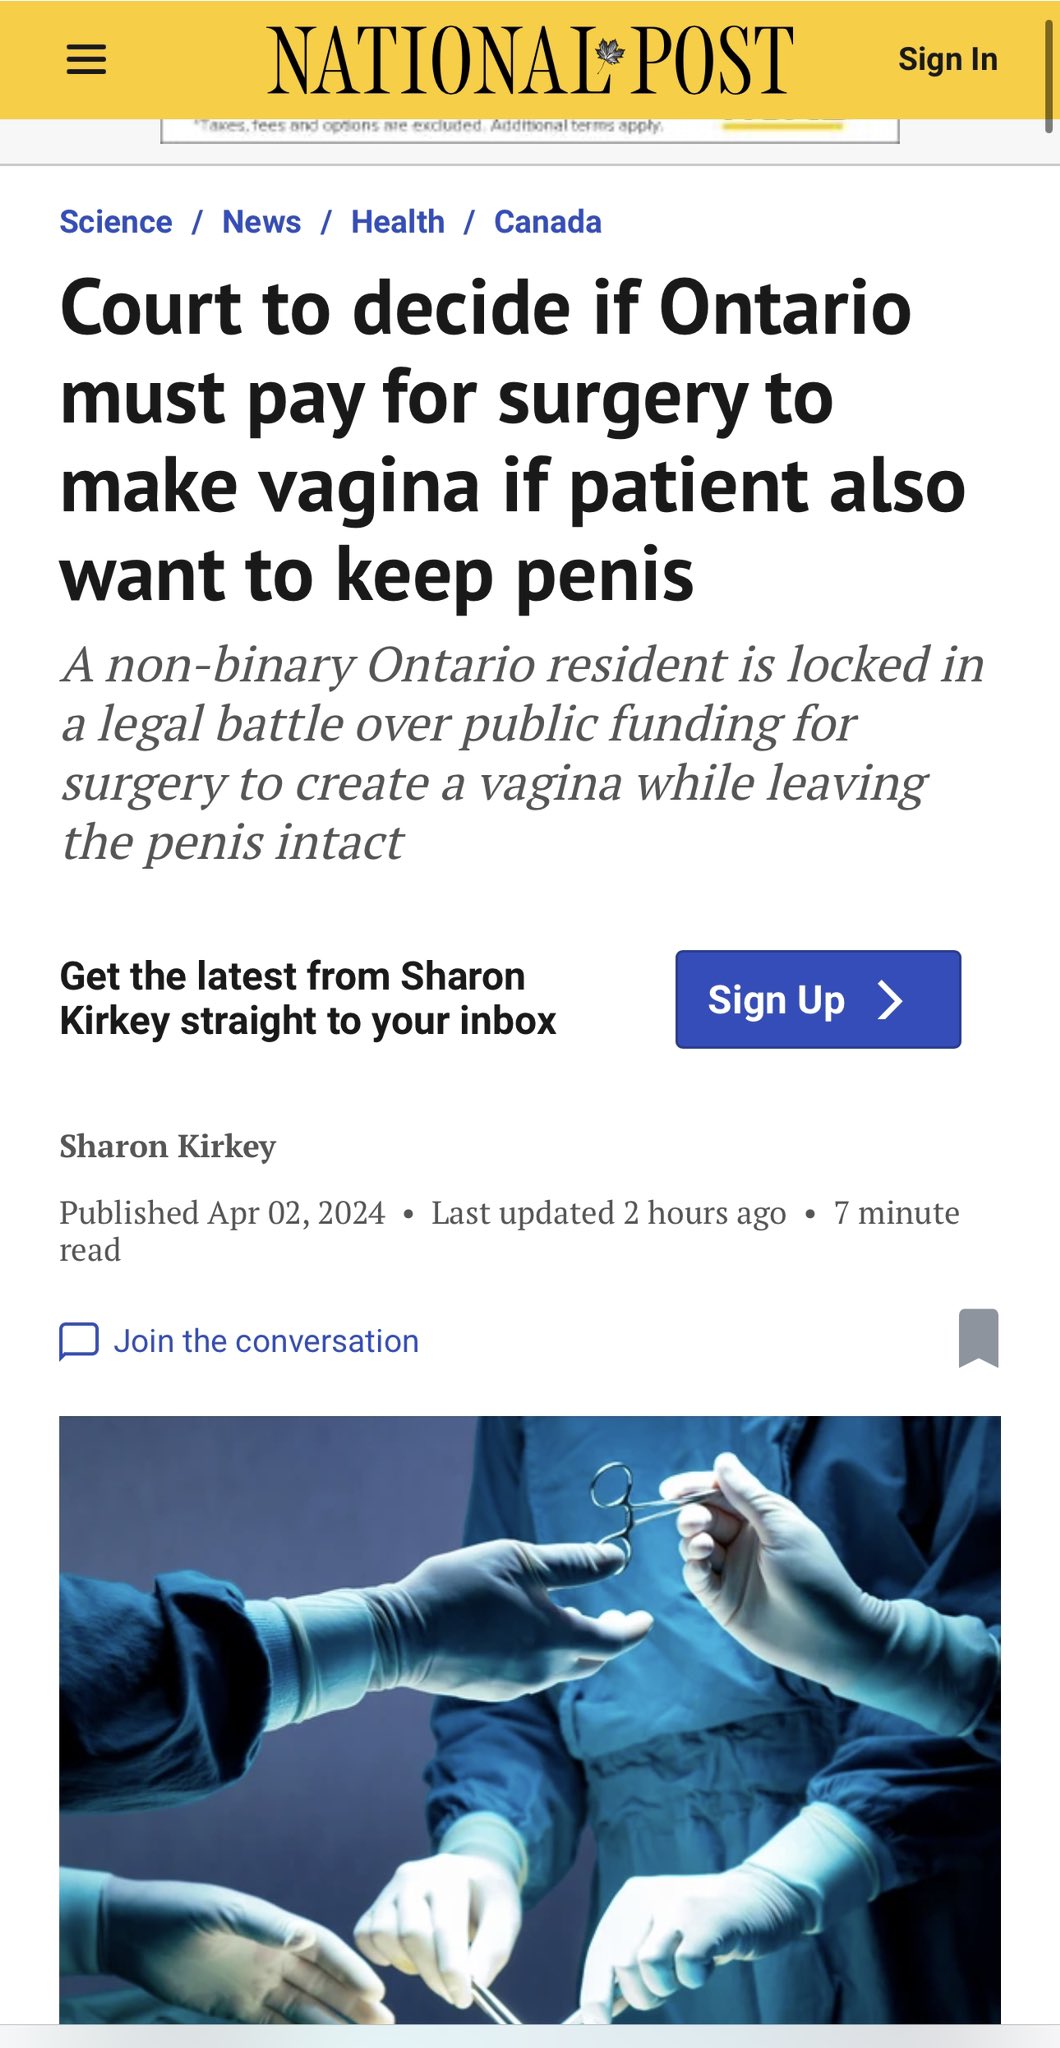 NATIONAL POST
Sign In
*Taxes, fees and options are excluded. Additional terms apply.
Science / News / Health / Canada
Court to decide if Ontario
must pay for surgery to
make vagina if patient also
want to keep penis
A non-binary Ontario resident is locked in
a legal battle over public funding for
surgery to create a vagina while leaving
the penis intact
Get the latest from Sharon
Kirkey straight to your inbox
Sign Up
Sharon Kirkey
Published Apr 02, 2024 • Last updated 2 hours ago • 7 minute
read
Join the conversation